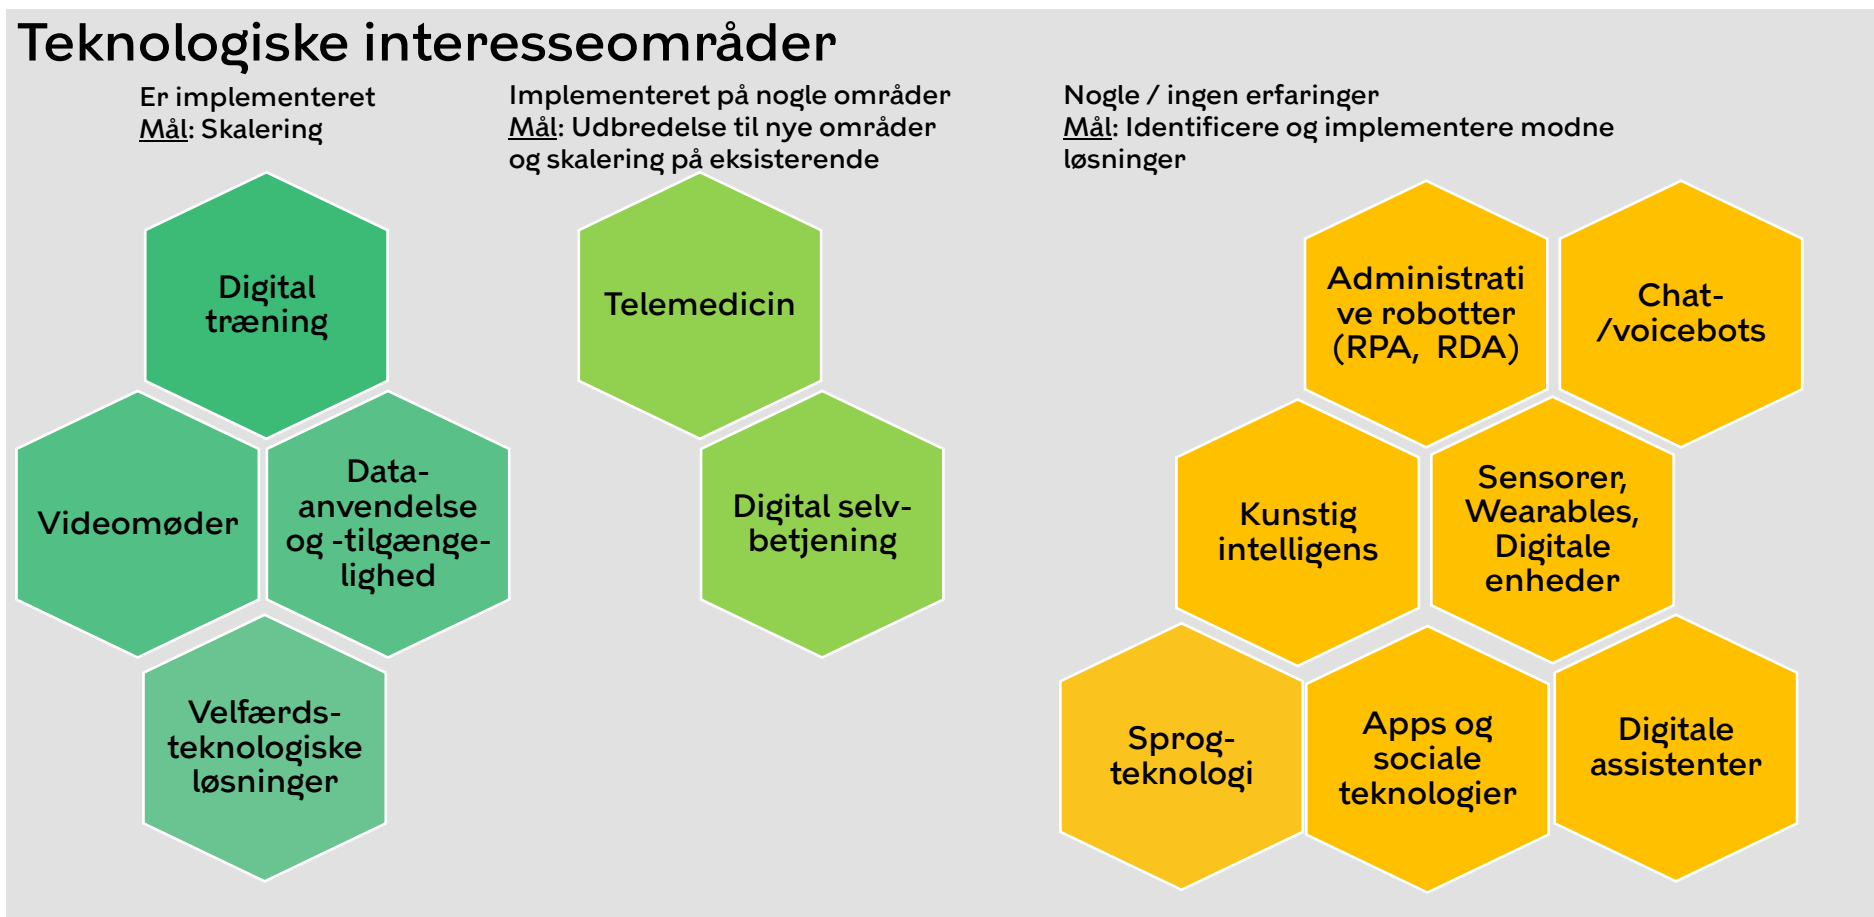 Teknologiske interesseområder
Er implementeret
Mål: Skalering
Implementeret på nogle områder
Mål: Udbredelse til nye områder
og skalering på eksisterende
Nogle / ingen erfaringer
Mål: Identificere og implementere modne
løsninger
Digital
træning
Videomøder
Data-
anvendelse
og -tilgænge-
lighed
Velfærds-
teknologiske
løsninger
Telemedicin
Digital selv-
betjening
Administrati
ve robotter
(RPA,  RDA)
Chat-
/voicebots
Kunstig
intelligens
Sensorer,
Wearables,
Digitale
enheder
Sprog-
teknologi
Apps og
sociale
teknologier
Digitale
assistenter